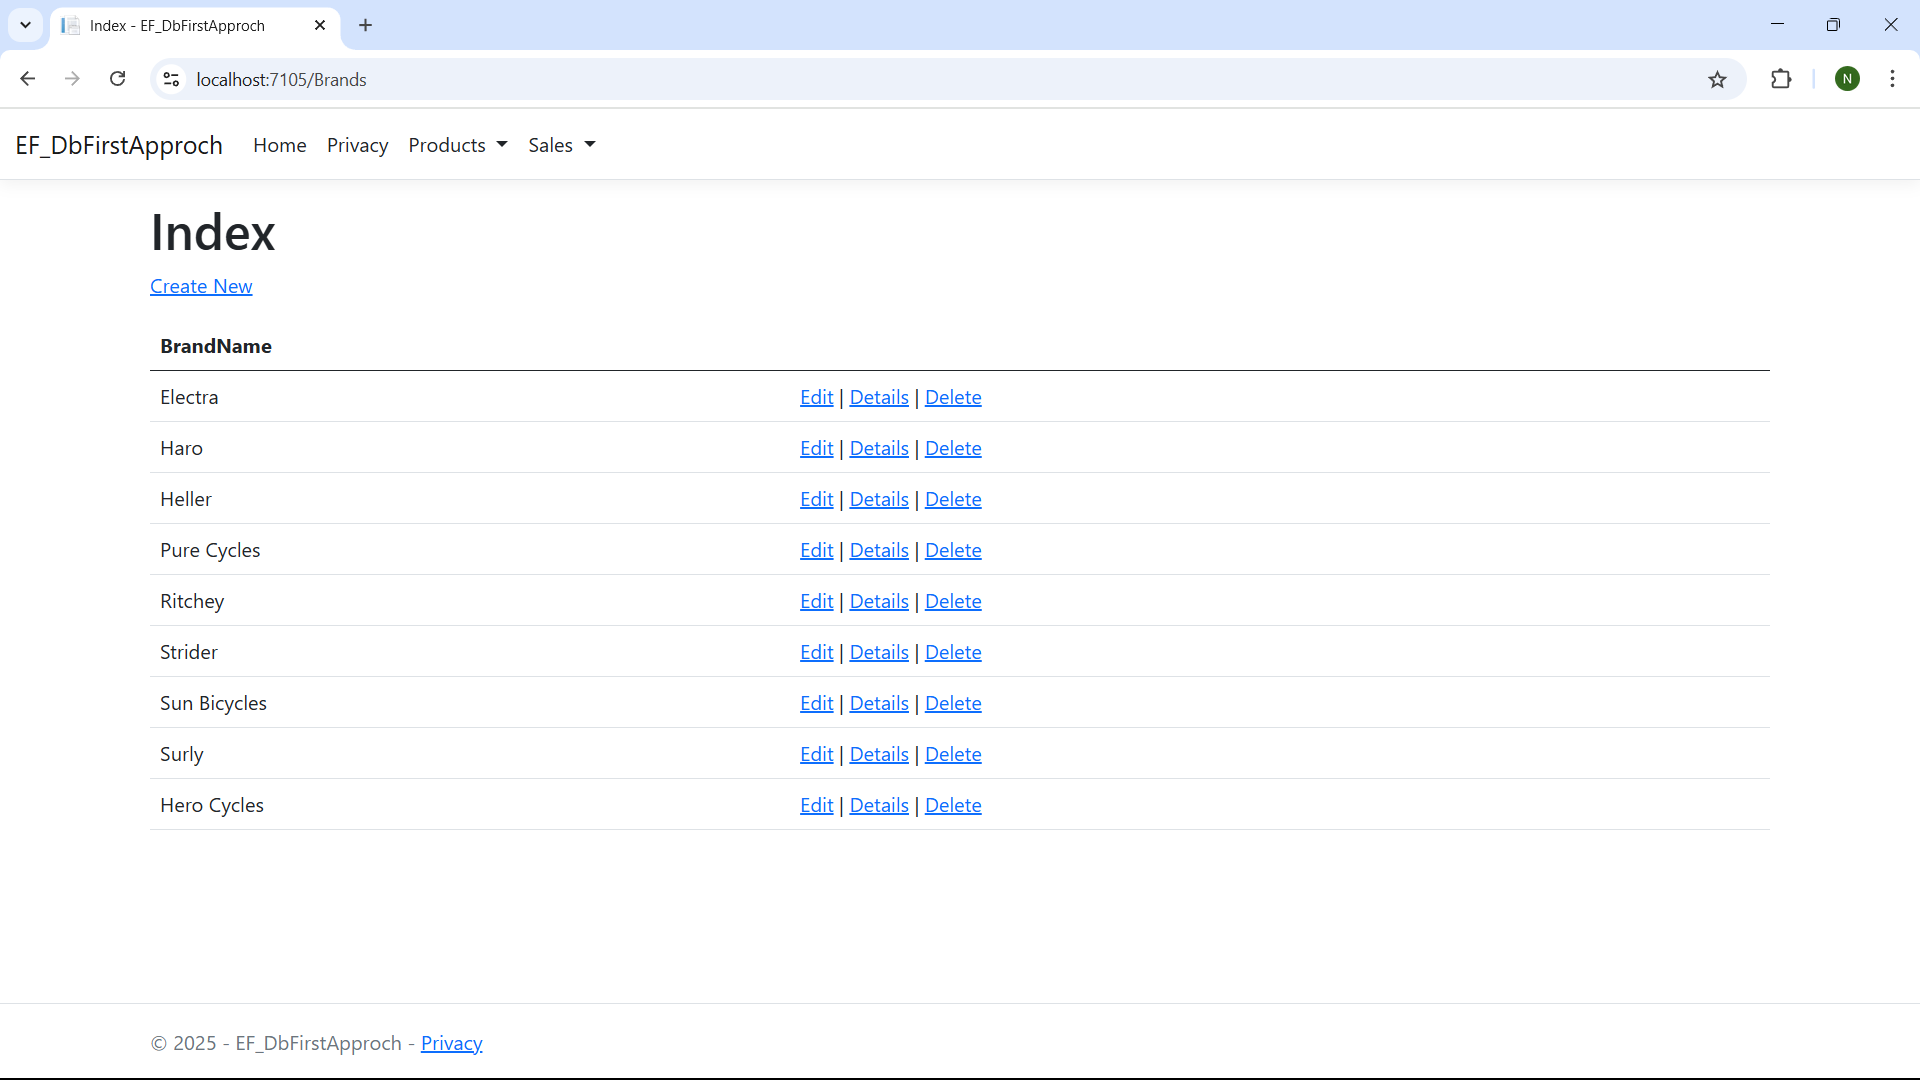 Index - EF_DbFirstApproch
localhost:7105/Brands
N
EF_DbFirstApproch Home Privacy Products Sales
Index
Create New
BrandName
Electra Edit | Details | Delete
Haro Edit | Details | Delete
Heller Edit | Details | Delete
Pure Cycles Edit | Details | Delete
Ritchey Edit | Details | Delete
Strider Edit | Details | Delete
Sun Bicycles Edit | Details | Delete
Surly Edit | Details | Delete
Hero Cycles Edit | Details | Delete
© 2025 - EF_DbFirstApproch - Privacy